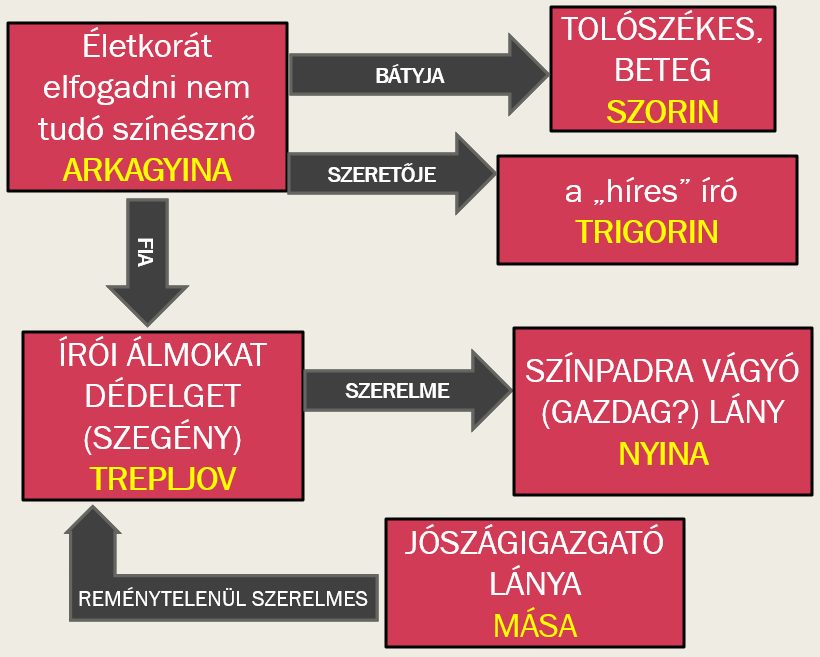 Életkorát
elfogadni nem
tudó színésznő
ARKAGYINA
BÁTYJA
TOLÓSZÉKES,
BETEG
SZORIN
SZERETŐJE
a „híres” író
TRIGORIN
FIA
ÍRÓI ÁLMOKAT
DÉDELGET
(SZEGÉNY)
TREPLJOV
SZERELME
SZÍNPADRA VÁGYÓ
(GAZDAG?) LÁNY
NYINA
JÓSZÁGIGAZGATÓ
LÁNYA
MÁSA
REMÉNYTELENÜL SZERELMES